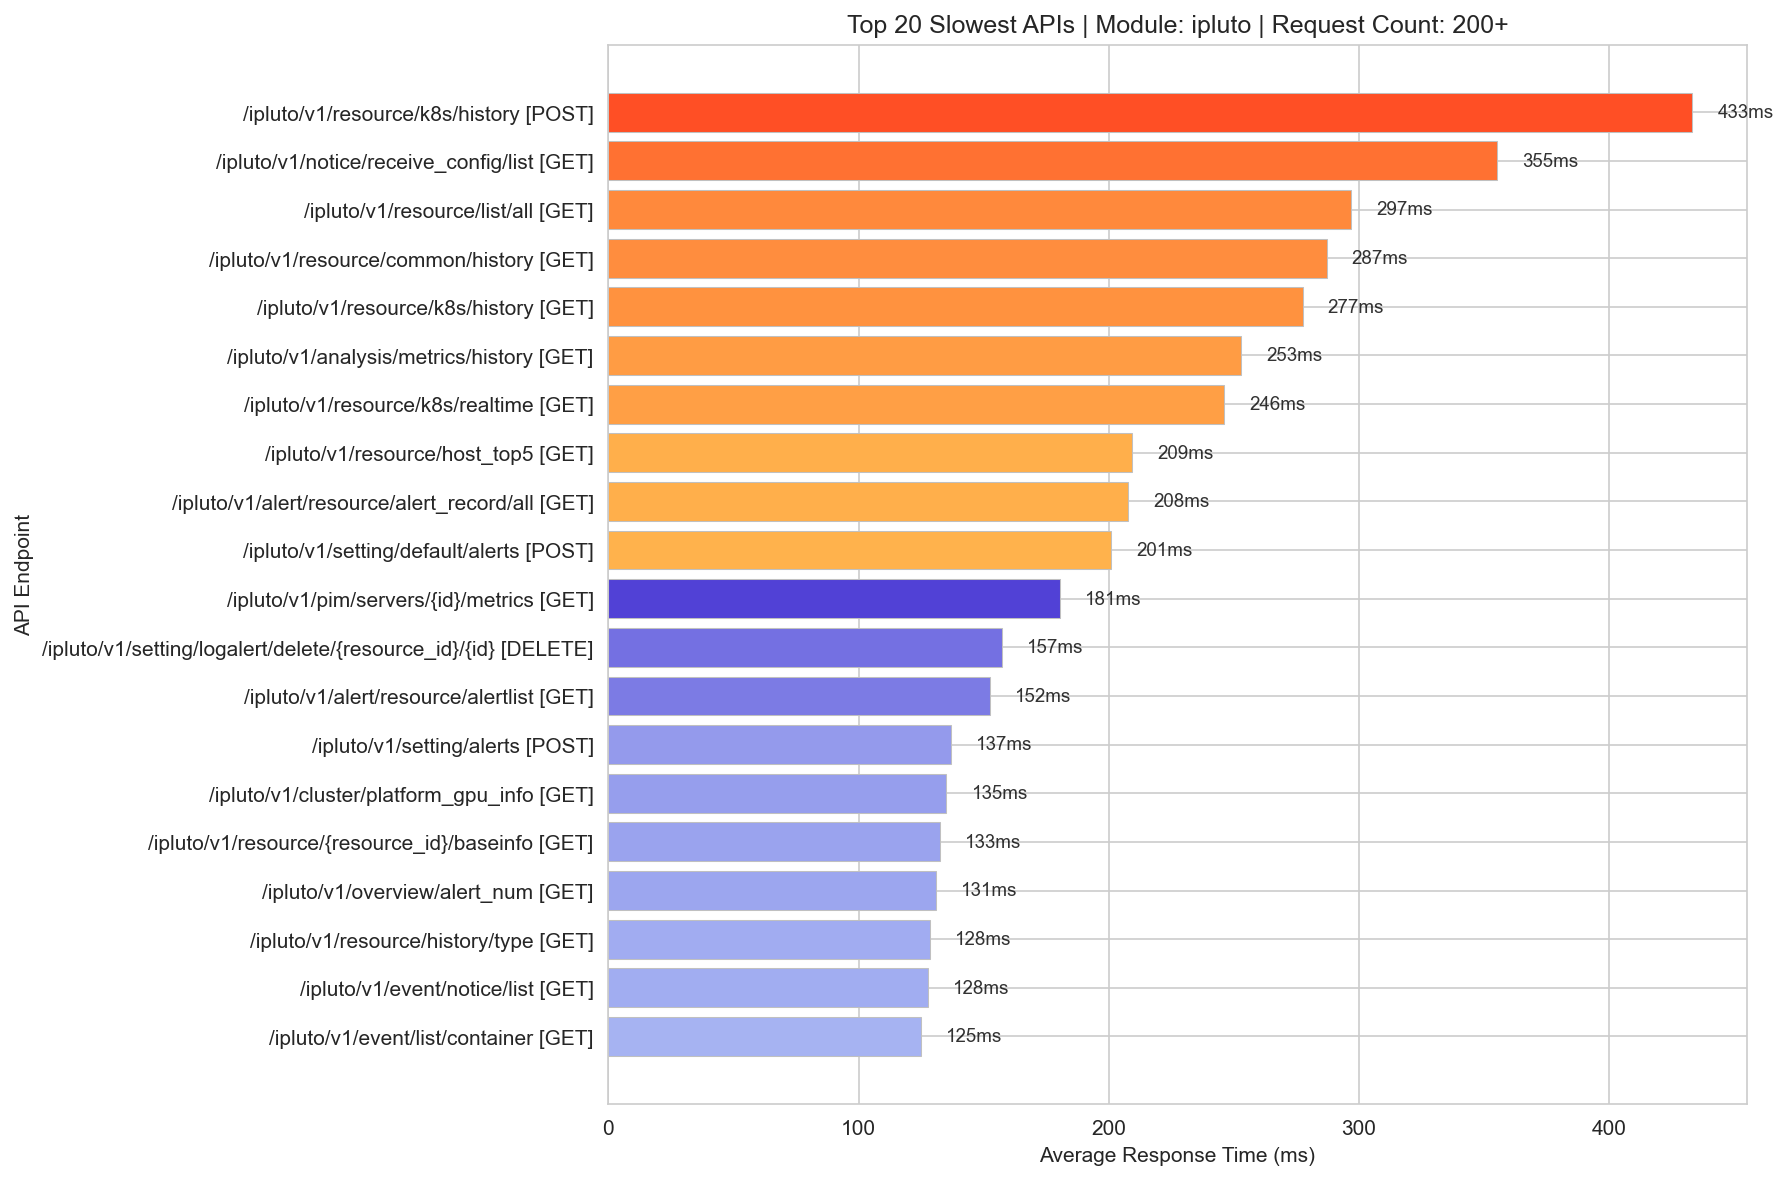 Top 20 Slowest APIs | Module: ipluto | Request Count: 200+
API Endpoint
/ipluto/v1/resource/k8s/history [POST] 433ms
/ipluto/v1/notice/receive_config/list [GET] 355ms
/ipluto/v1/resource/list/all [GET] 297ms
/ipluto/v1/resource/common/history [GET] 287ms
/ipluto/v1/resource/k8s/history [GET] 277ms
/ipluto/v1/analysis/metrics/history [GET] 253ms
/ipluto/v1/resource/k8s/realtime [GET] 246ms
/ipluto/v1/resource/host_top5 [GET] 209ms
/ipluto/v1/alert/resource/alert_record/all [GET] 208ms
/ipluto/v1/setting/default/alerts [POST] 201ms
/ipluto/v1/pim/servers/{id}/metrics [GET] 181ms
/ipluto/v1/setting/logalert/delete/{resource_id}/{id} [DELETE] 157ms
/ipluto/v1/alert/resource/alertlist [GET] 152ms
/ipluto/v1/setting/alerts [POST] 137ms
/ipluto/v1/cluster/platform_gpu_info [GET] 135ms
/ipluto/v1/resource/{resource_id}/baseinfo [GET] 133ms
/ipluto/v1/overview/alert_num [GET] 131ms
/ipluto/v1/resource/history/type [GET] 128ms
/ipluto/v1/event/notice/list [GET] 128ms
/ipluto/v1/event/list/container [GET] 125ms
0 100 200 300 400
Average Response Time (ms)